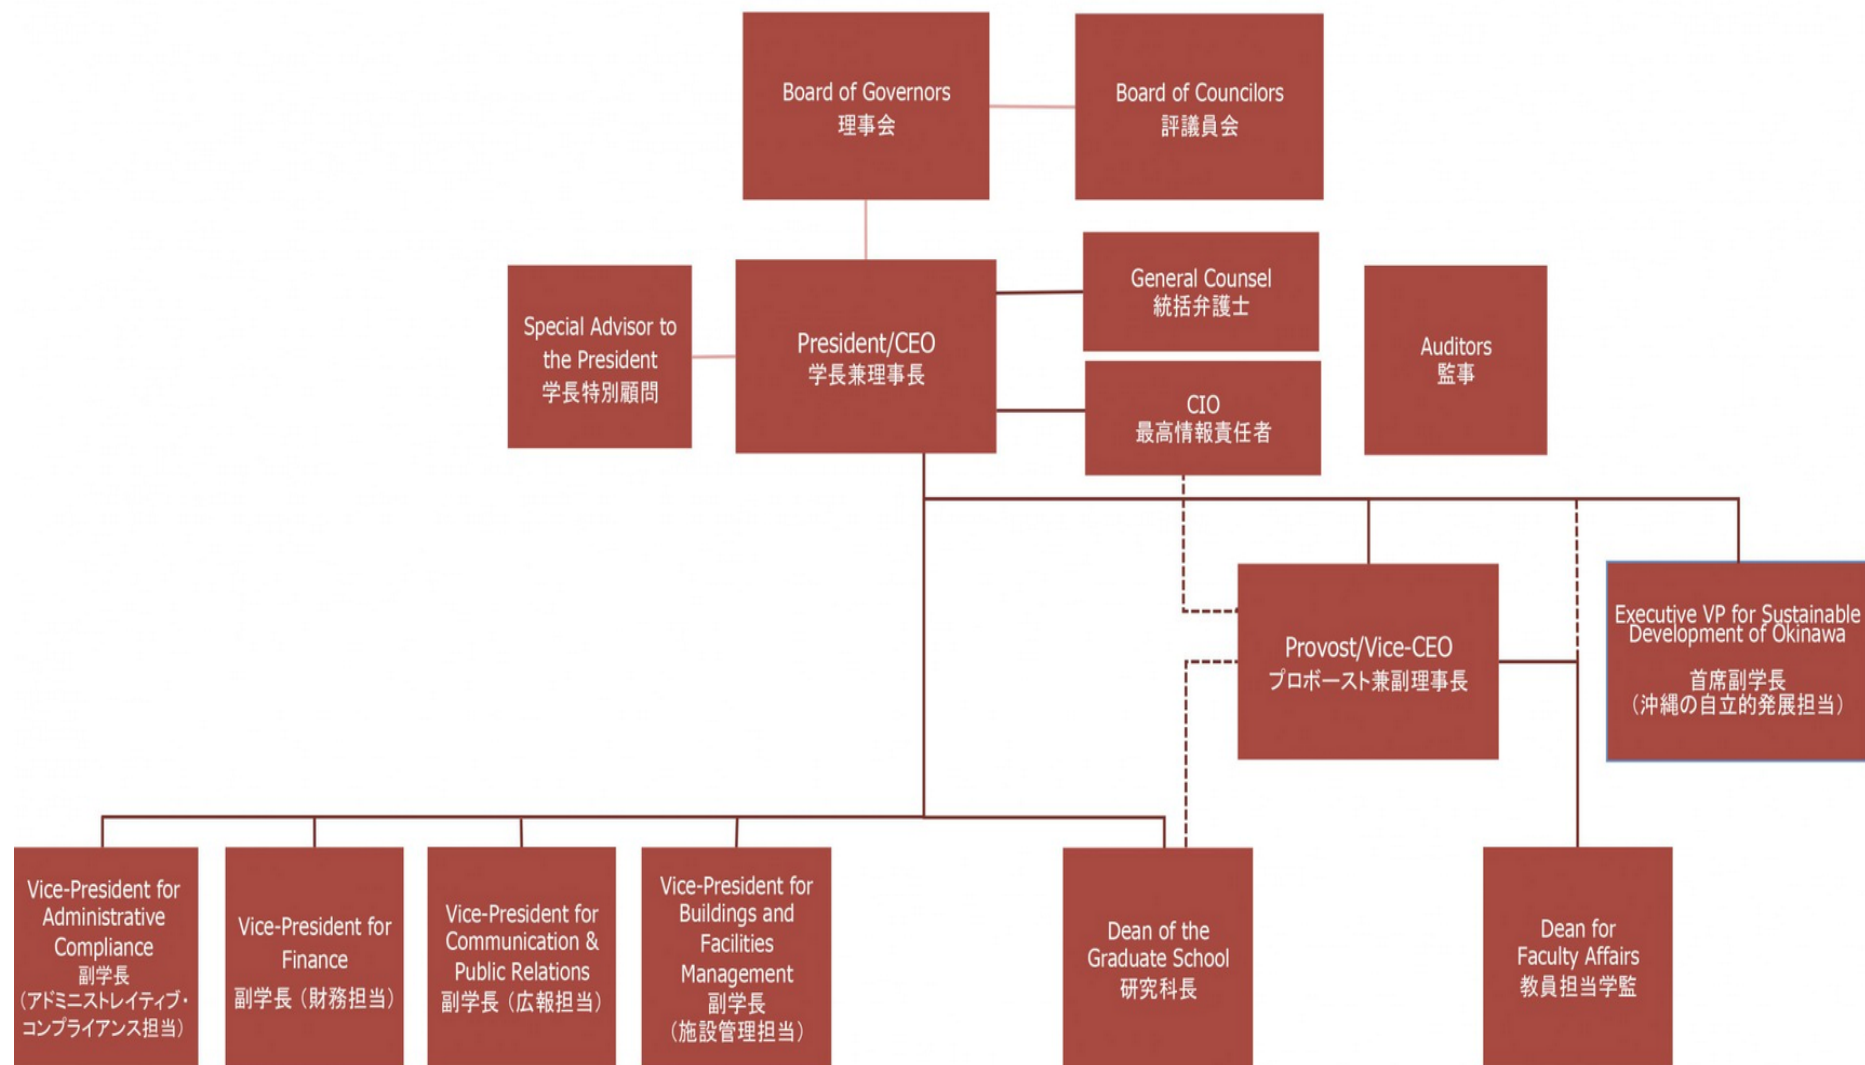 Board of Governors
理事会
Board of Councilors
評議員会
General Counsel
統括弁護士
Special Advisor to
the President
学長特別顧問
President/CEO
学長兼理事長
Auditors
監事
CIO
最高情報責任者
Provost/Vice-CEO
プロボースト兼副理事長
Executive VP for Sustainable
Development of Okinawa
首席副学長
（沖縄の自立的発展担当）
Vice-President for
Administrative
Compliance
副学長
（アドミニストレイティブ・
コンプライアンス担当）
Vice-President for
Finance
副学長（財務担当）
Vice-President for
Communication &
Public Relations
副学長（広報担当）
Vice-President for
Buildings and
Facilities
Management
副学長
（施設管理担当）
Dean of the
Graduate School
研究科長
Dean for
Faculty Affairs
教員担当学監